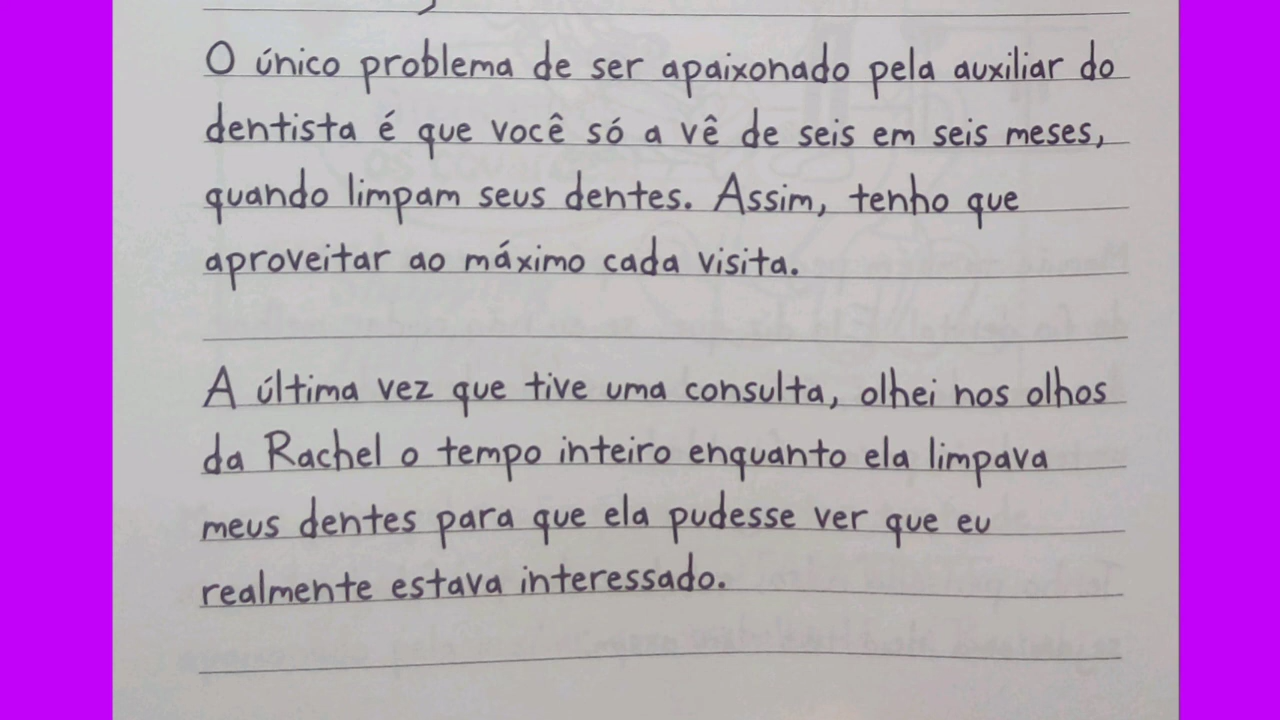 O único problema de ser apaixonado pela auxiliar do
dentista é que você só a vê de seis em seis meses,
quando limpam seus dentes. Assim, tenho que
aproveitar ao máximo cada visita.
A última vez que tive uma consulta, olhei nos olhos
da Rachel o tempo inteiro enquanto ela limpava
meus dentes para que ela pudesse ver que eu
realmente estava interessado.